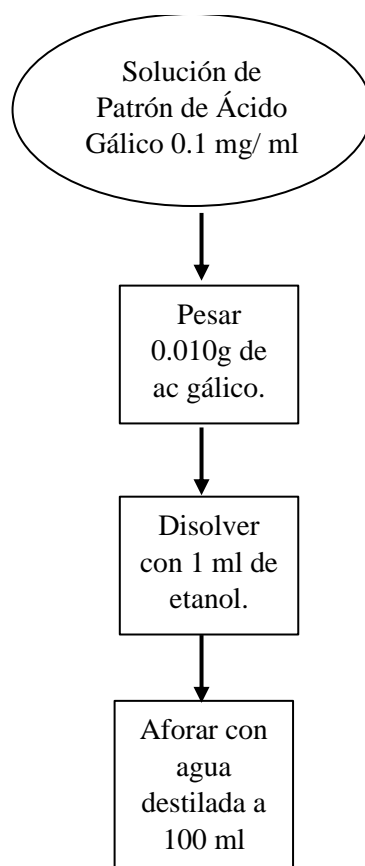 Solución de
Patrón de Ácido
Gálico 0.1 mg/ ml
Pesar
0.010g de
ac gálico.
Disolver
con 1 ml de
etanol.
Aforar con
agua
destilada a
100 ml